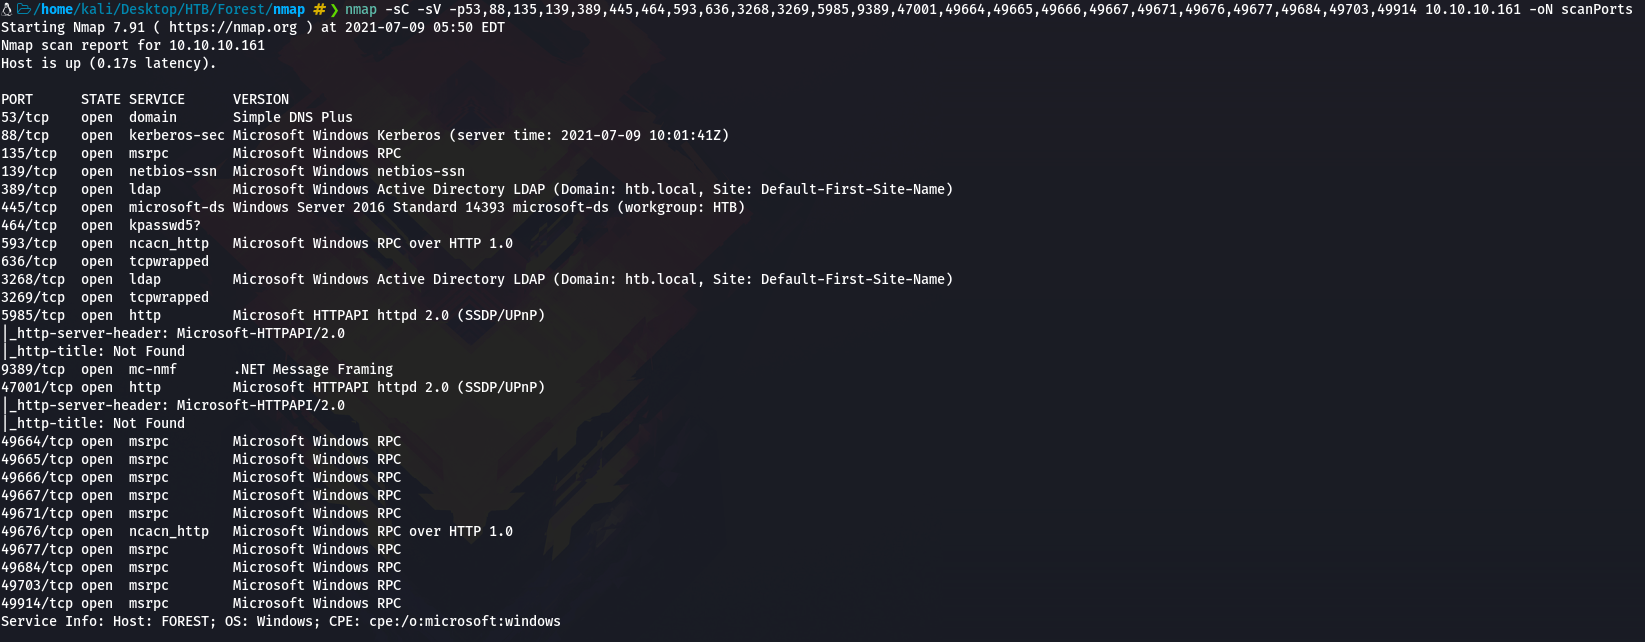 /home/kali/Desktop/HTB/Forest/nmap # ❯ nmap -sC -sV -p53,88,135,139,389,445,464,593,636,3268,3269,5985,9389,47001,49664,49665,49666,49667,49671,49676,49677,49684,49703,49914 10.10.10.161 -oN scanPorts
Starting Nmap 7.91 ( https://nmap.org ) at 2021-07-09 05:50 EDT
Nmap scan report for 10.10.10.161
Host is up (0.17s latency).
PORT      STATE SERVICE      VERSION
53/tcp    open  domain       Simple DNS Plus
88/tcp    open  kerberos-sec Microsoft Windows Kerberos (server time: 2021-07-09 10:01:41Z)
135/tcp   open  msrpc        Microsoft Windows RPC
139/tcp   open  netbios-ssn  Microsoft Windows netbios-ssn
389/tcp   open  ldap         Microsoft Windows Active Directory LDAP (Domain: htb.local, Site: Default-First-Site-Name)
445/tcp   open  microsoft-ds Windows Server 2016 Standard 14393 microsoft-ds (workgroup: HTB)
464/tcp   open  kpasswd5?
593/tcp   open  ncacn_http   Microsoft Windows RPC over HTTP 1.0
636/tcp   open  tcpwrapped
3268/tcp  open  ldap         Microsoft Windows Active Directory LDAP (Domain: htb.local, Site: Default-First-Site-Name)
3269/tcp  open  tcpwrapped
5985/tcp  open  http         Microsoft HTTPAPI httpd 2.0 (SSDP/UPnP)
|_http-server-header: Microsoft-HTTPAPI/2.0
|_http-title: Not Found
9389/tcp  open  mc-nmf       .NET Message Framing
47001/tcp open  http         Microsoft HTTPAPI httpd 2.0 (SSDP/UPnP)
|_http-server-header: Microsoft-HTTPAPI/2.0
|_http-title: Not Found
49664/tcp open  msrpc        Microsoft Windows RPC
49665/tcp open  msrpc        Microsoft Windows RPC
49666/tcp open  msrpc        Microsoft Windows RPC
49667/tcp open  msrpc        Microsoft Windows RPC
49671/tcp open  msrpc        Microsoft Windows RPC
49676/tcp open  ncacn_http   Microsoft Windows RPC over HTTP 1.0
49677/tcp open  msrpc        Microsoft Windows RPC
49684/tcp open  msrpc        Microsoft Windows RPC
49703/tcp open  msrpc        Microsoft Windows RPC
49914/tcp open  msrpc        Microsoft Windows RPC
Service Info: Host: FOREST; OS: Windows; CPE: cpe:/o:microsoft:windows